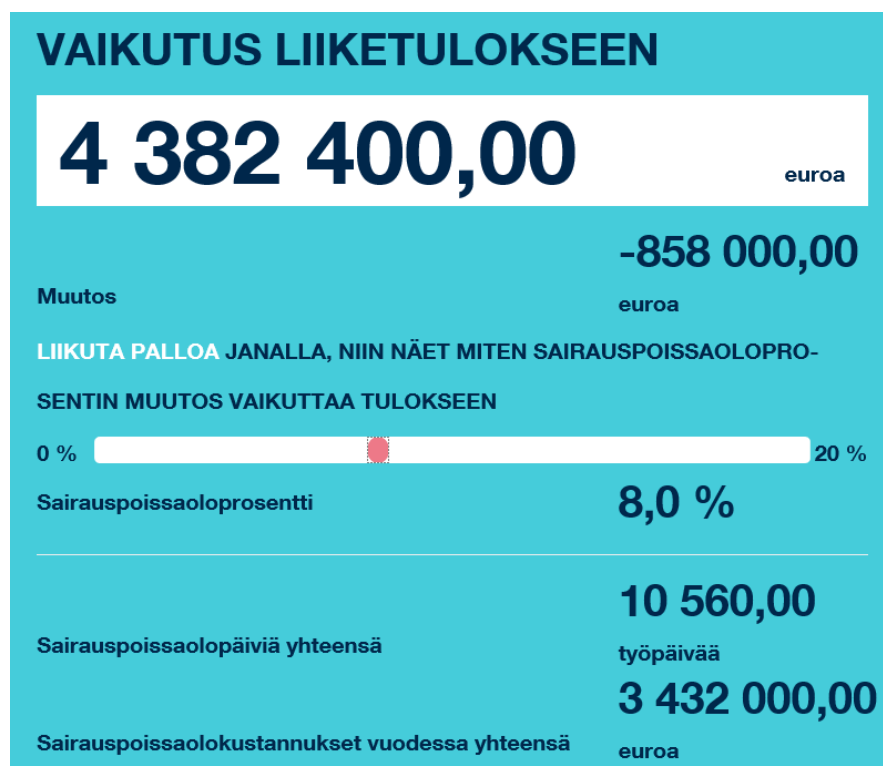 VAIKUTUS LIIKETULOKSEEN
4 382 400,00 euroa
-858 000,00
Muutos euroa
LIIKUTA PALLOA JANALLA, NIIN NÄET MITEN SAIRAUSPOISSAOLOPRO-
SENTIN MUUTOS VAIKUTTAA TULOKSEEN
0 % 20 %
Sairauspoissaoloprosentti 8,0 %
10 560,00
Sairauspoissaolopäiviä yhteensä työpäivää
3 432 000,00
Sairauspoissaolokustannukset vuodessa yhteensä euroa